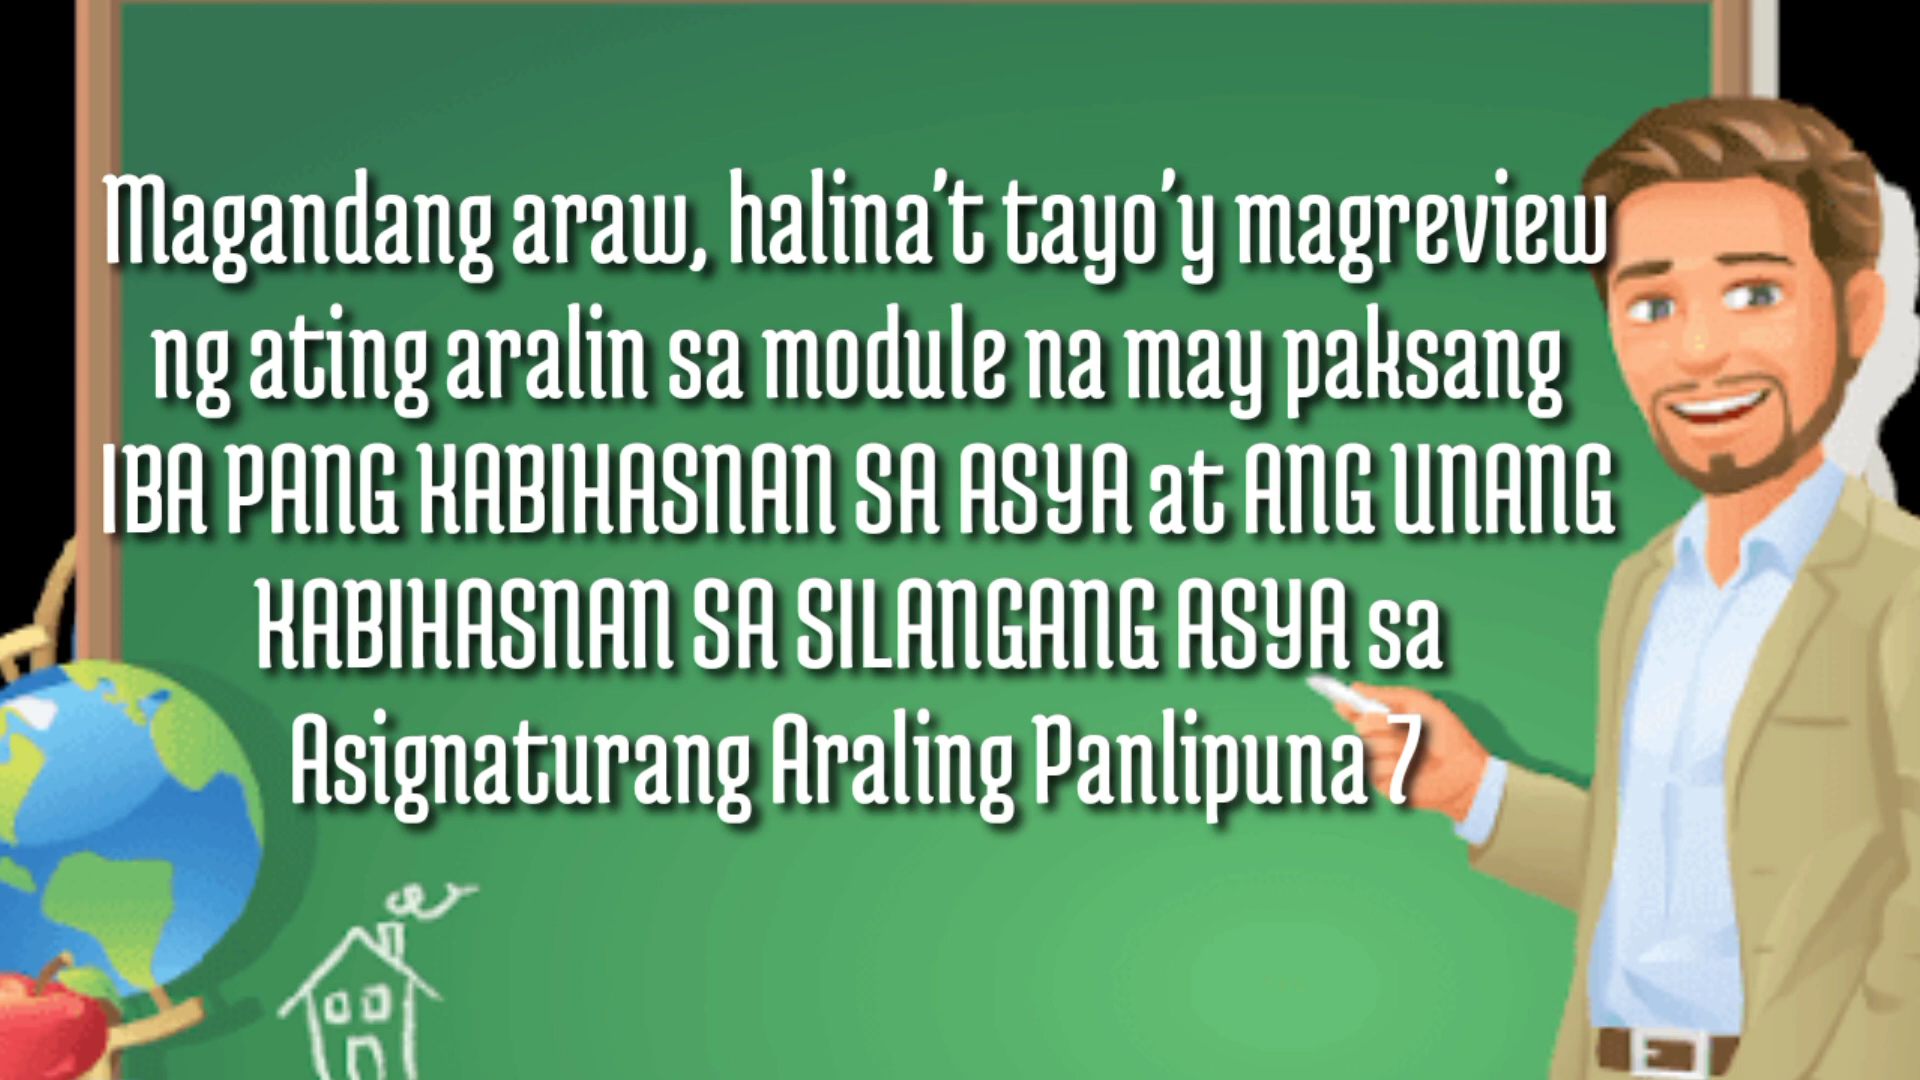 Magandang araw, halina't tayo'y magreview
ng ating aralin sa module na may paksang
IBA PANG KABIHASNAN SA ASYA at ANG UNANG
KABIHASNAN SA SILANGANG ASYA sa
Asignaturang Araling Panlipuna 7